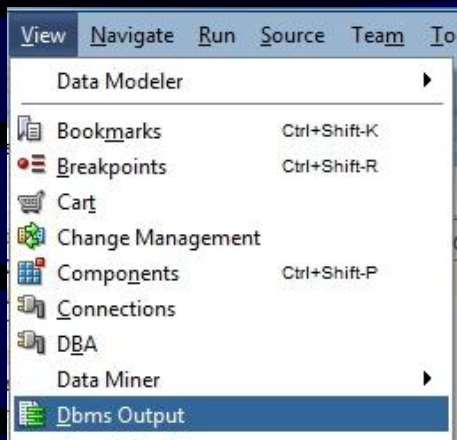 View Navigate Run Source Team To
Data Modeler
Bookmarks Ctrl+Shift-K
Breakpoints Ctrl+Shift-R
Cart
Change Management
Components Ctrl+Shift-P
Connections
DBA
Data Miner
Dbms Output